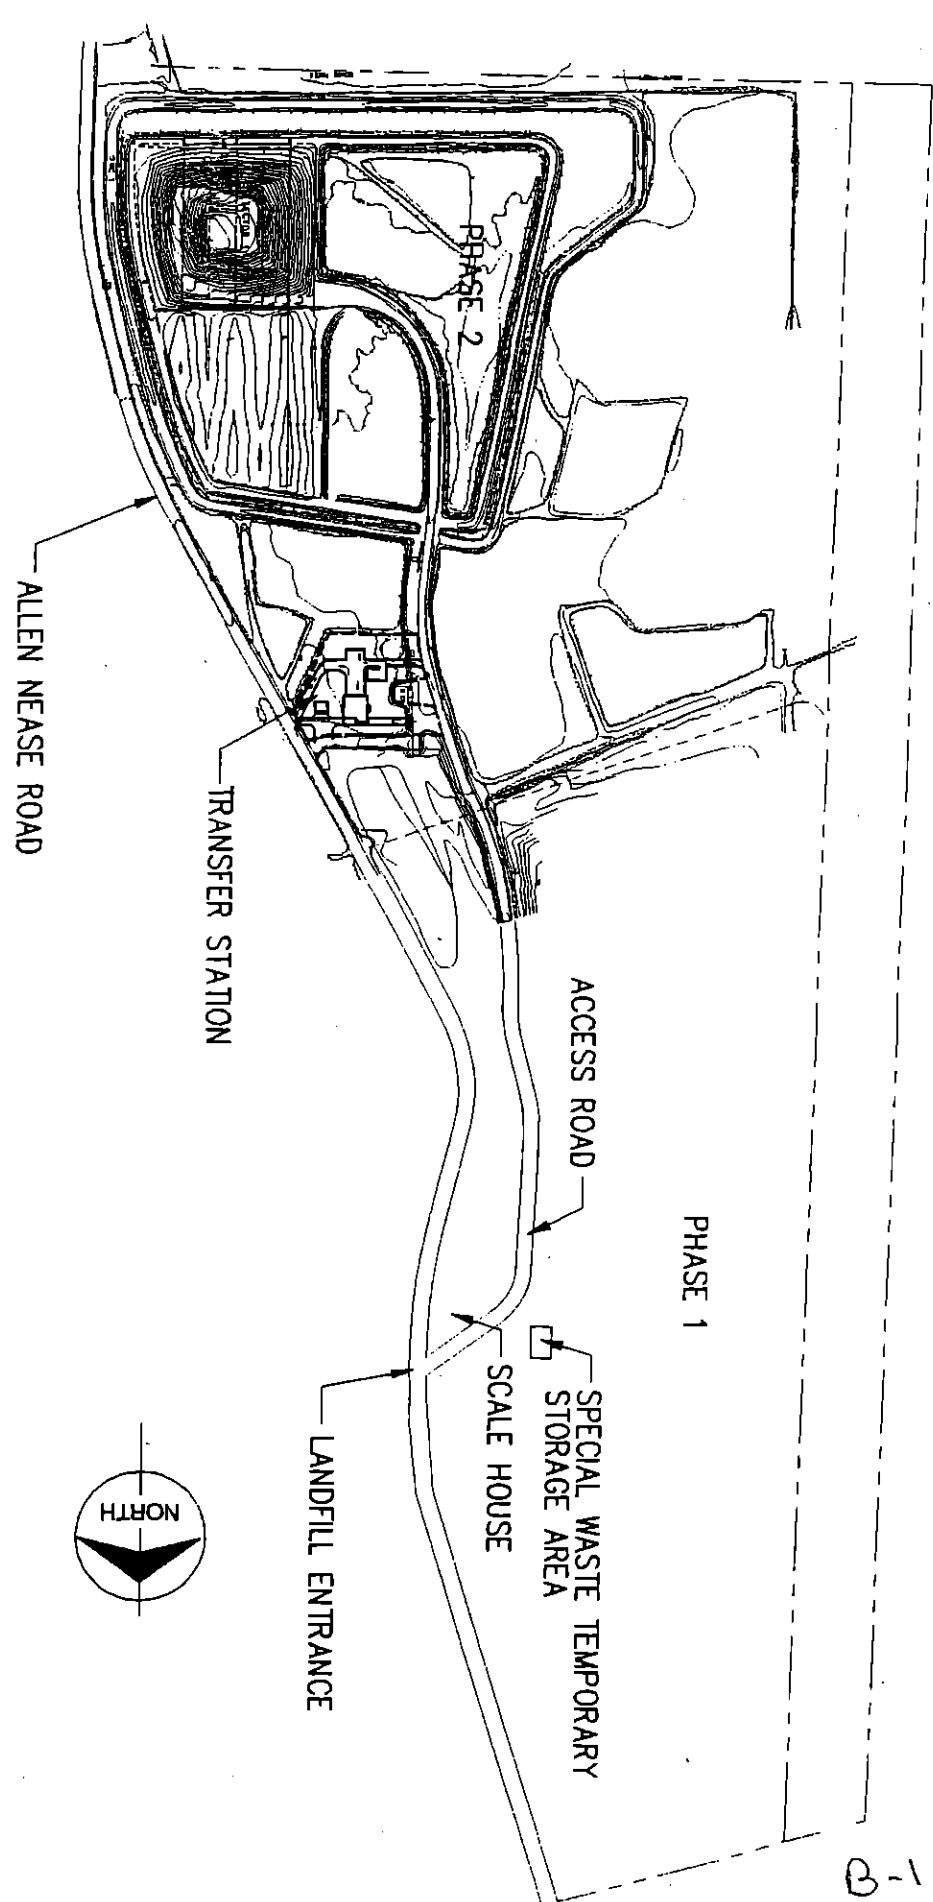 PHASE 2
ALLEN NEASE ROAD
TRANSFER STATION
ACCESS ROAD
PHASE 1
SPECIAL WASTE TEMPORARY
STORAGE AREA
SCALE HOUSE
LANDFILL ENTRANCE
NORTH
B-1